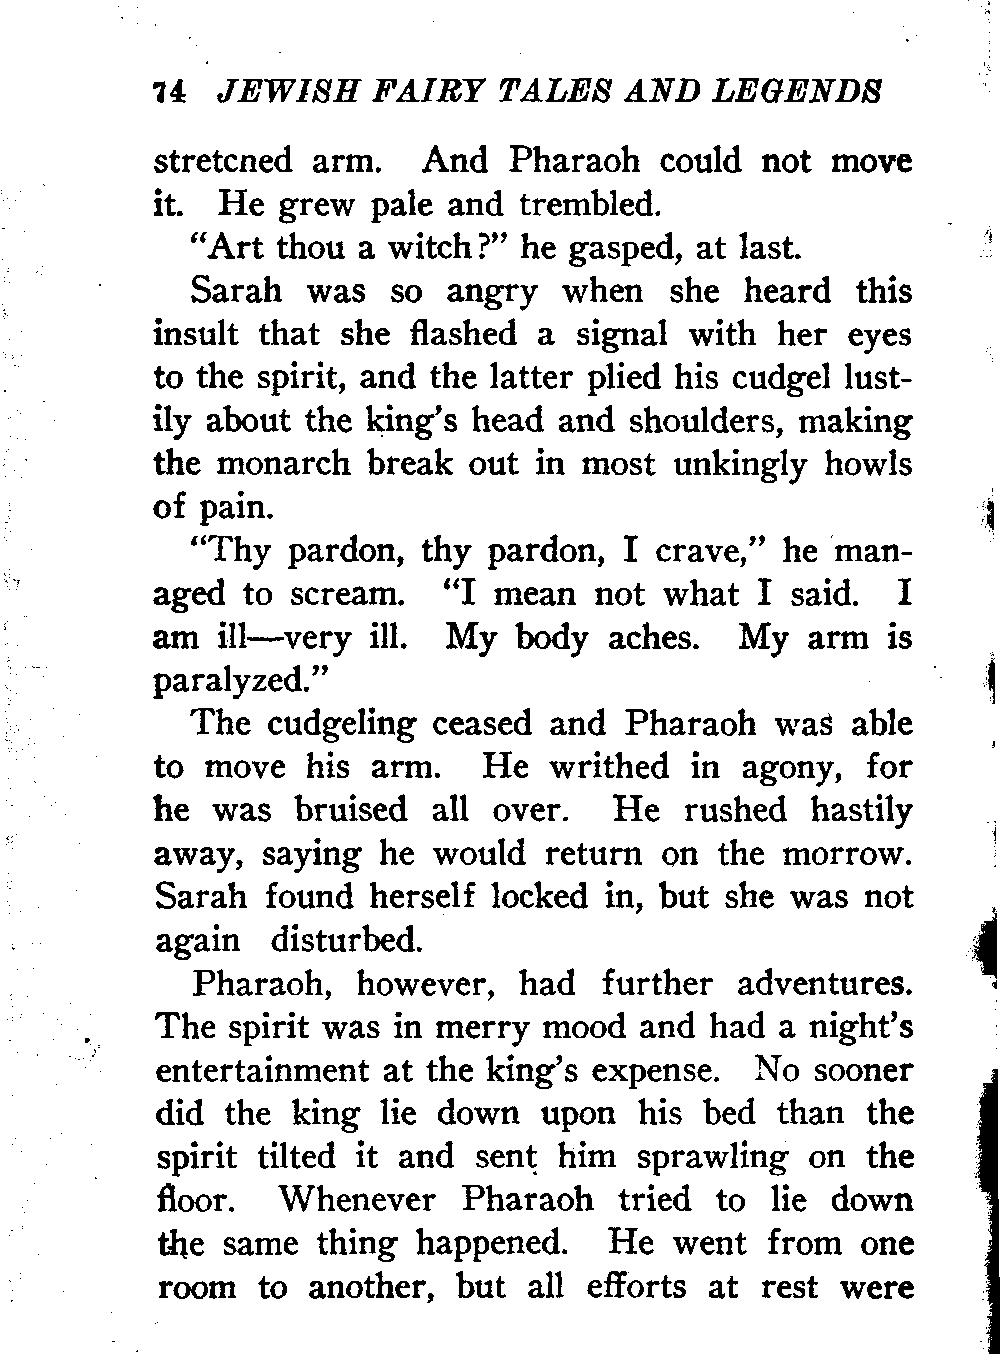 74 JEWISH FAIRY TALES AND LEGENDS
stretcned arm. And Pharaoh could not move
it. He grew pale and trembled.
“Art thou a witch?” he gasped, at last.
Sarah was so angry when she heard this
insult that she flashed a signal with her eyes
to the spirit, and the latter plied his cudgel lust-
ily about the king’s head and shoulders, making
the monarch break out in most unkingly howls
of pain.
“Thy pardon, thy pardon, I crave,” he man-
aged to scream. “I mean not what I said. I
am ill—very ill. My body aches. My arm is
paralyzed.”
The cudgeling ceased and Pharaoh was able
to move his arm. He writhed in agony, for
he was bruised all over. He rushed hastily
away, saying he would return on the morrow.
Sarah found herself locked in, but she was not
again disturbed.
Pharaoh, however, had further adventures.
The spirit was in merry mood and had a night’s
entertainment at the king’s expense. No sooner
did the king lie down upon his bed than the
spirit tilted it and sent him sprawling on the
floor. Whenever Pharaoh tried to lie down
the same thing happened. He went from one
room to another, but all efforts at rest were